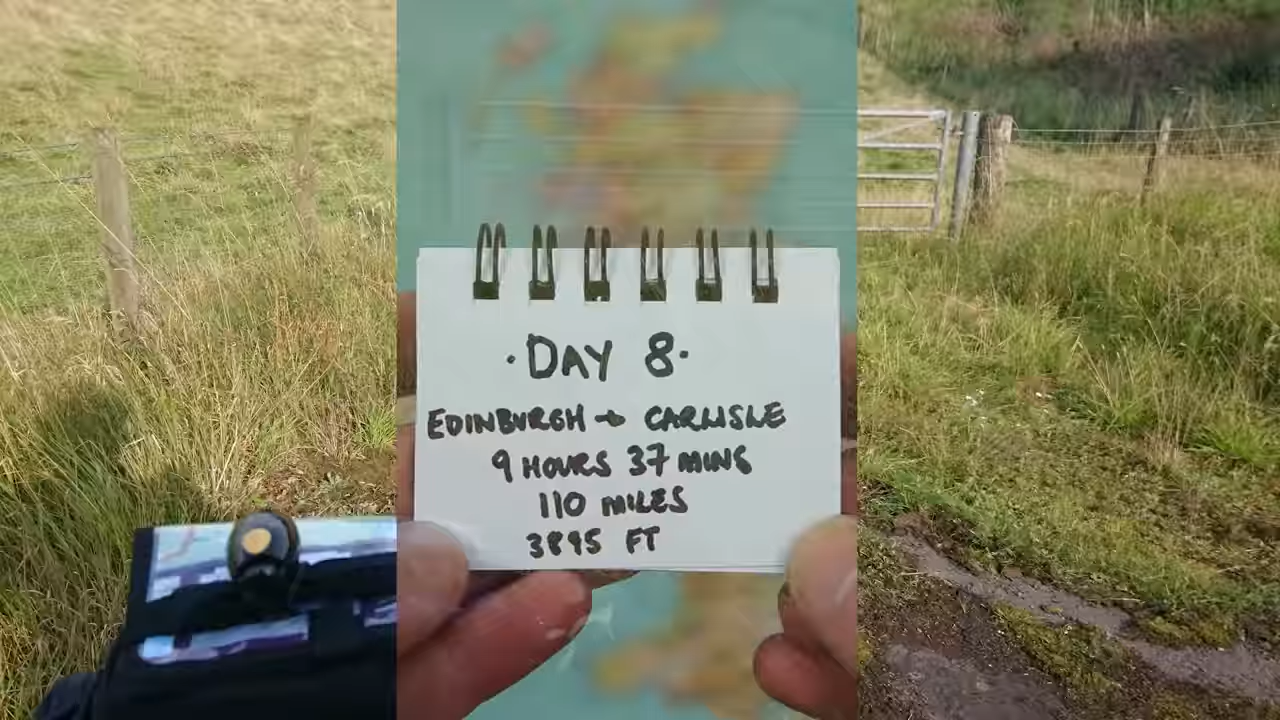 ·DAY 8·
EDINBURGH → CARLISLE
9 HOURS 37 MINS
110 MILES
3895 FT